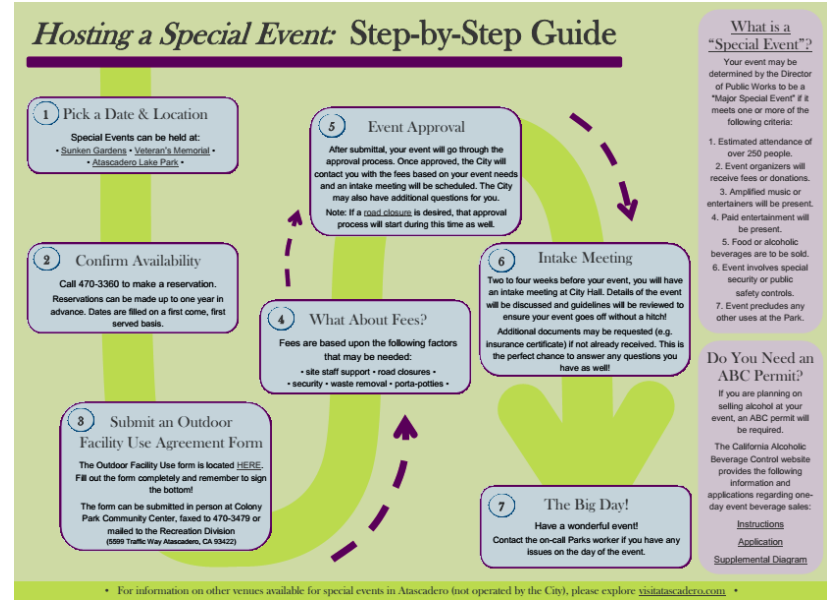 Hosting a Special Event: Step-by-Step Guide
1 Pick a Date & Location
Special Events can be held at:
• Sunken Gardens • Veteran's Memorial •
• Atascadero Lake Park •
2 Confirm Availability
Call 470-3360 to make a reservation.
Reservations can be made up to one year in
advance. Dates are filled on a first come, first
served basis.
3 Submit an Outdoor
Facility Use Agreement Form
The Outdoor Facility Use form is located HERE.
Fill out the form completely and remember to sign
the bottom!
The form can be submitted in person at Colony
Park Community Center, faxed to 470-3479 or
mailed to the Recreation Division
(5599 Traffic Way Atascadero, CA 93422)
4 What About Fees?
Fees are based upon the following factors
that may be needed:
• site staff support • road closures •
• security • waste removal • porta-potties •
5 Event Approval
After submittal, your event will go through the
approval process. Once approved, the City will
contact you with the fees based on your event needs
and an intake meeting will be scheduled. The City
may also have additional questions for you.
Note: If a road closure is desired, that approval
process will start during this time as well.
6 Intake Meeting
Two to four weeks before your event, you will have
an intake meeting at City Hall. Details of the event
will be discussed and guidelines will be reviewed to
ensure your event goes off without a hitch!
Additional documents may be requested (e.g.
insurance certificate) if not already received. This is
the perfect chance to answer any questions you
have as well!
7 The Big Day!
Have a wonderful event!
Contact the on-call Parks worker if you have any
issues on the day of the event.
What is a
"Special Event"?
Your event may be
determined by the Director
of Public Works to be a
"Major Special Event" if it
meets one or more of the
following criteria:
1. Estimated attendance of
over 250 people.
2. Event organizers will
receive fees or donations.
3. Amplified music or
entertainers will be present.
4. Paid entertainment will
be present.
5. Food or alcoholic
beverages are to be sold.
6. Event involves special
security or public
safety controls.
7. Event precludes any
other uses at the Park.
Do You Need an
ABC Permit?
If you are planning on
selling alcohol at your
event, an ABC permit will
be required.
The California Alcoholic
Beverage Control website
provides the following
information and
applications regarding one-
day event beverage sales:
Instructions
Application
Supplemental Diagram
• For information on other venues available for special events in Atascadero (not operated by the City), please explore visitatascadero.com •